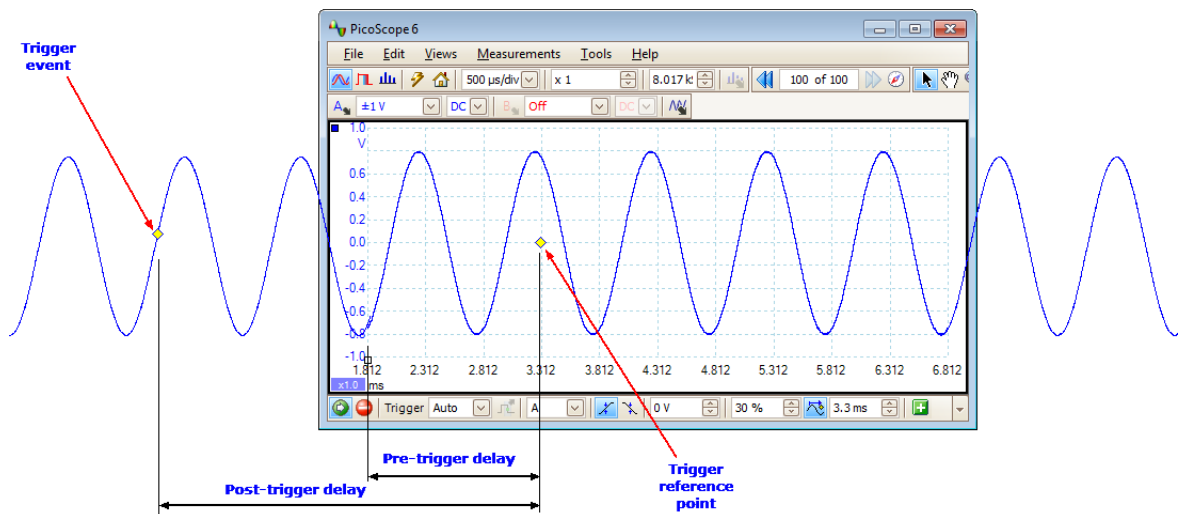 PicoScope 6
File Edit Views Measurements Tools Help
500 µs/div x 1 8.017 k 100 of 100
A ±1 V DC B Off DC
Trigger
event
1.0
V
0.6
0.4
0.2
0.0
-0.2
-0.4
-0.6
-0.8
-1.0
1.812 2.312 2.812 3.312 3.812 4.313 4.812 5.312 5.812 6.312 6.812
x1.0 ms
Trigger Auto A 0 V 30 % 3.3 ms
Pre-trigger delay
Post-trigger delay
Trigger
reference
point